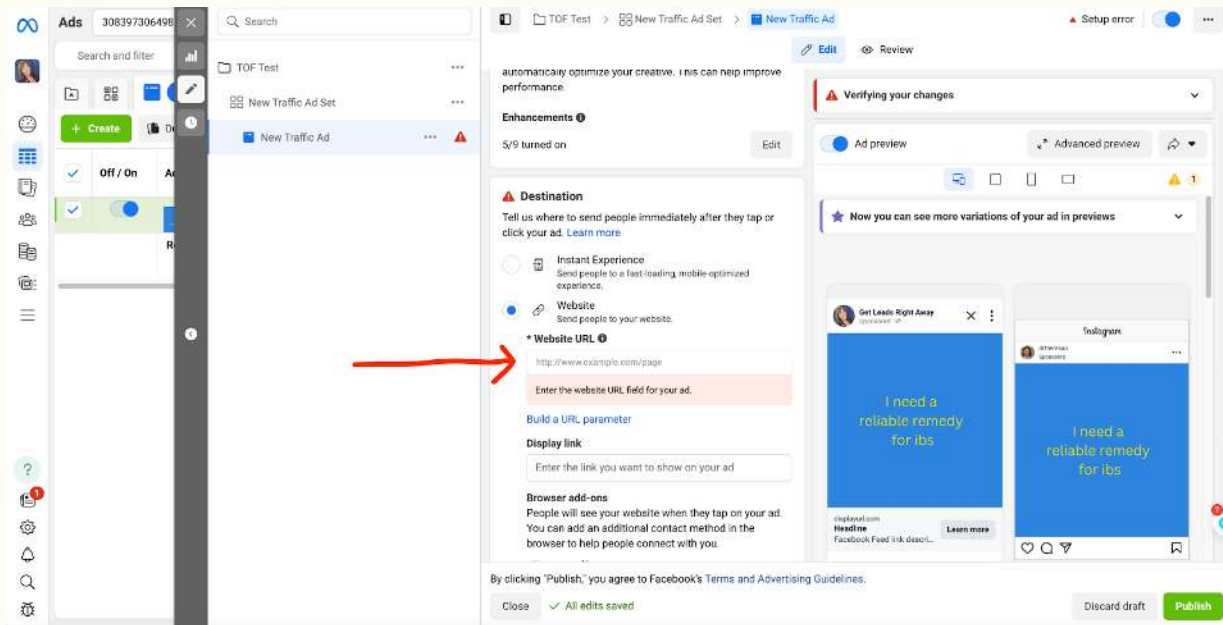 Ads
308397306498
Search and filter
Create
Off / On
Search
TOF Test
New Traffic Ad Set
New Traffic Ad
TOF Test > New Traffic Ad Set > New Traffic Ad
Setup error
Edit
Review
automatically optimize your creative. This can help improve
performance.
Enhancements
5/9 turned on
Edit
Destination
Tell us where to send people immediately after they tap or
click your ad. Learn more
Instant Experience
Send people to a fast-loading, mobile-optimized
experience.
Website
Send people to your website.
* Website URL
http://www.example.com/page
Enter the website URL field for your ad.
Build a URL parameter
Display link
Enter the link you want to show on your ad
Browser add-ons
People will see your website when they tap on your ad.
You can add an additional contact method in the
browser to help people connect with you.
Verifying your changes
Ad preview
Advanced preview
1
Now you can see more variations of your ad in previews
Get Leads Right Away
Sponsored
I need a
reliable remedy
for ibs
displayurl.com
Headline
Facebook Feed link descri...
Learn more
Instagram
Sponsored
I need a
reliable remedy
for ibs
By clicking "Publish," you agree to Facebook's Terms and Advertising Guidelines.
Close
All edits saved
Discard draft
Publish